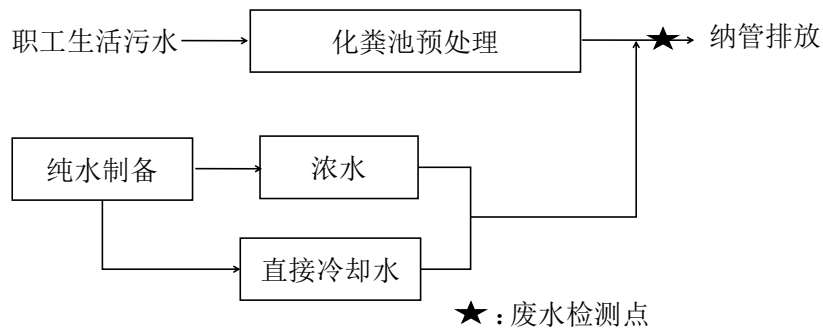 职工生活污水
化粪池预处理
纳管排放
纯水制备
浓水
直接冷却水
★：废水检测点